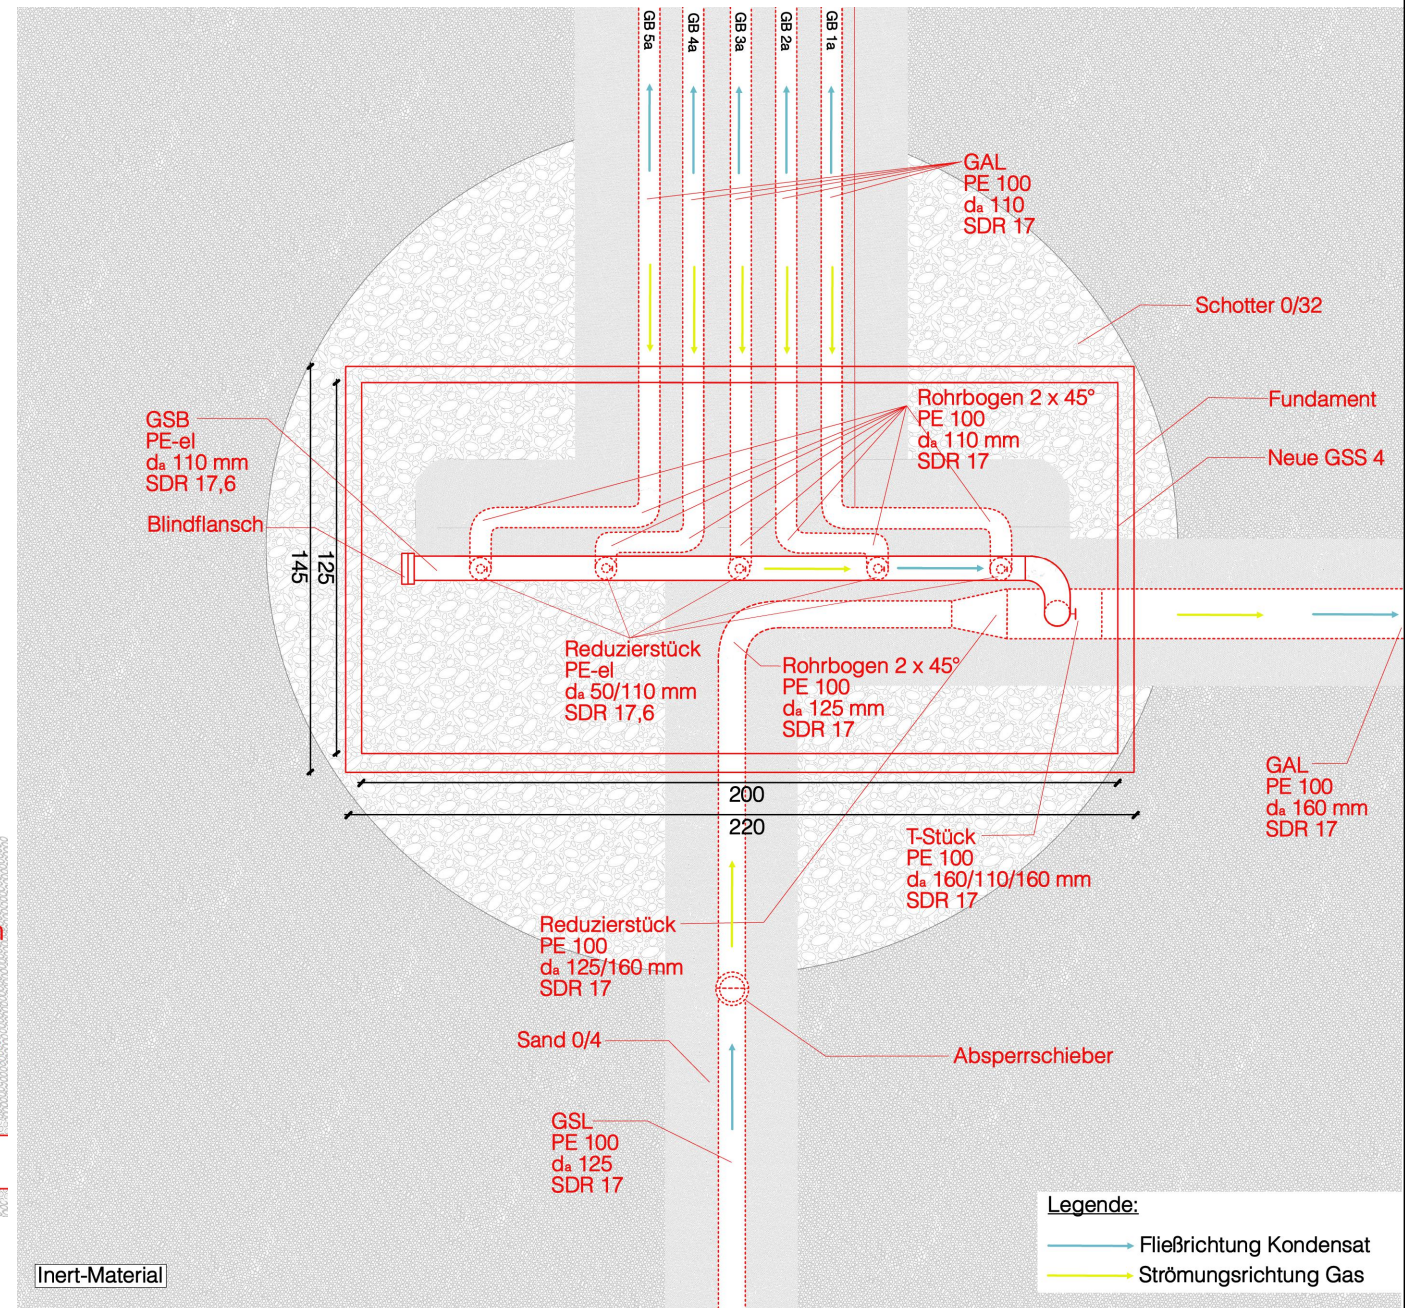 GB 5a
GB 4a
GB 3a
GB 2a
GB 1a
GAL
PE 100
da 110
SDR 17
Schotter 0/32
Rohrbogen 2 x 45°
PE 100
da 110 mm
SDR 17
Fundament
Neue GSS 4
GSB
PE-el
da 110 mm
SDR 17,6
Blindflansch
145
125
Reduzierstück
PE-el
da 50/110 mm
SDR 17,6
Rohrbogen 2 x 45°
PE 100
da 125 mm
SDR 17
GAL
PE 100
da 160 mm
SDR 17
200
220
T-Stück
PE 100
da 160/110/160 mm
SDR 17
Reduzierstück
PE 100
da 125/160 mm
SDR 17
Sand 0/4
Absperrschieber
GSL
PE 100
da 125
SDR 17
Legende:
Fließrichtung Kondensat
Strömungsrichtung Gas
Inert-Material